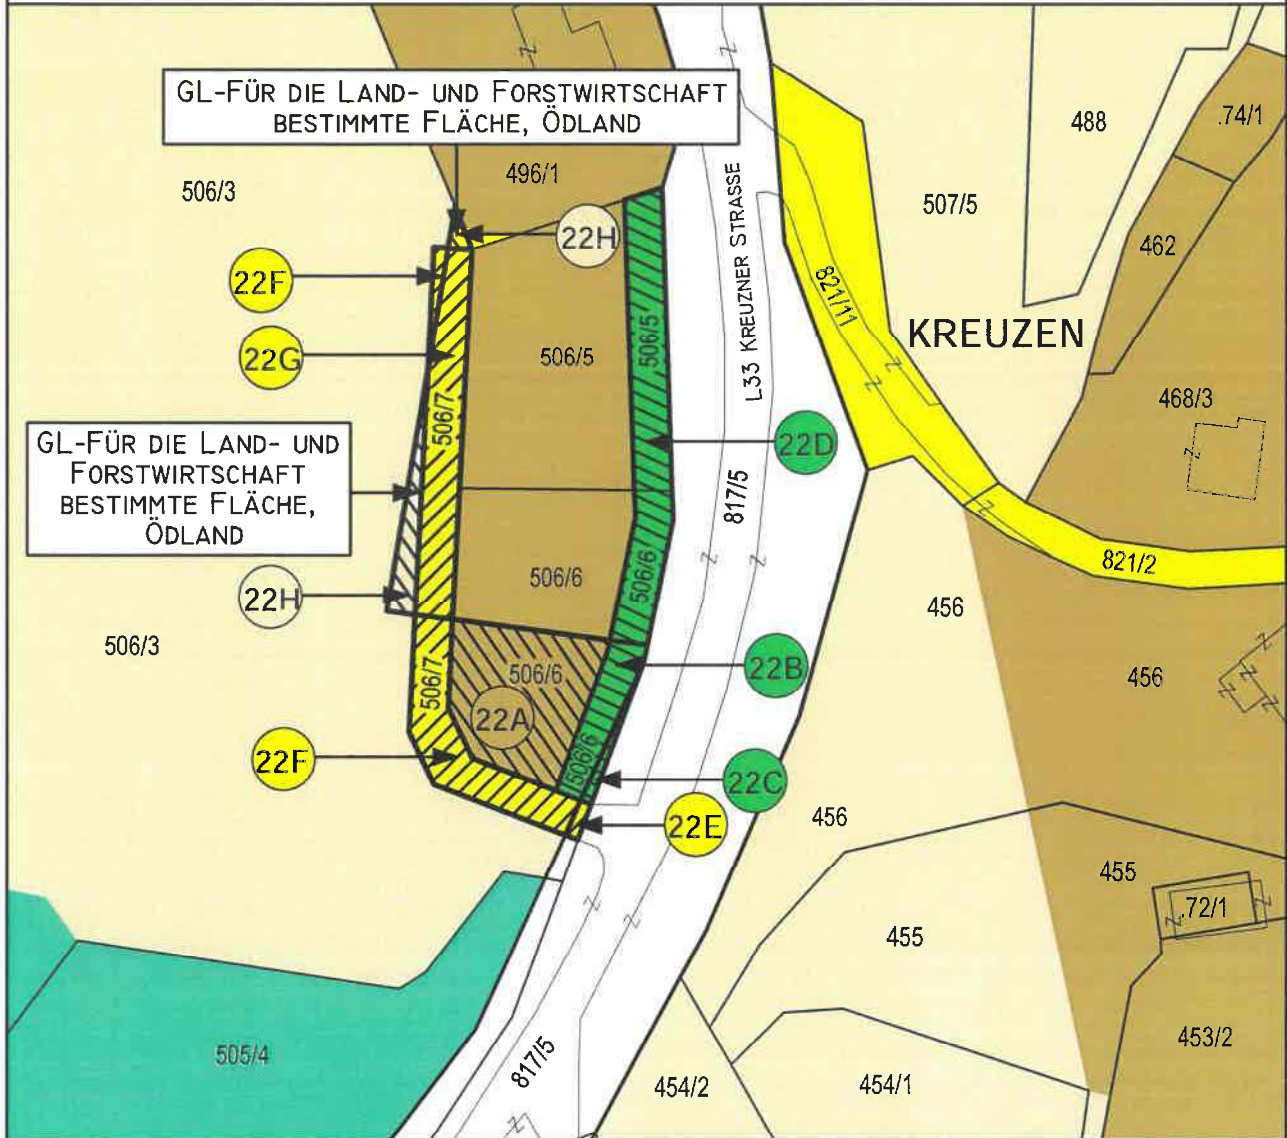 GL-FÜR DIE LAND- UND FORSTWIRTSCHAFT
BESTIMMTE FLÄCHE, ÖDLAND
488
.74/1
506/3
496/1
507/5
22H
462
22F
821/11
L33 KREUZNER STRASSE
KREUZEN
506/5
506/5
22G
468/3
506/7
GL-FÜR DIE LAND- UND
FORSTWIRTSCHAFT
BESTIMMTE FLÄCHE,
ÖDLAND
22D
817/5
821/2
506/6
506/6
22H
456
506/3
506/7
506/6
22B
456
22A
22F
506/6
22C
22E
456
455
.72/1
455
505/4
817/5
454/2
454/1
453/2